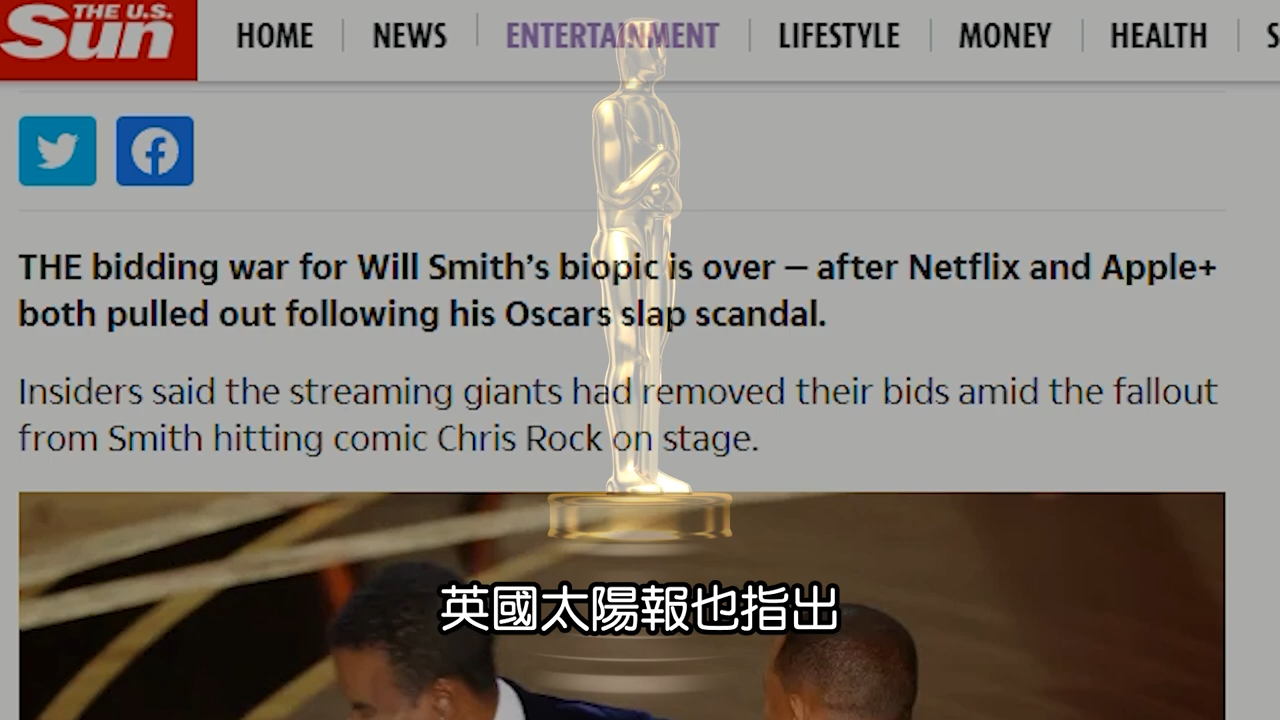 THE U.S.
Sun
HOME NEWS ENTERTAINMENT LIFESTYLE MONEY HEALTH S
THE bidding war for Will Smith's biopic is over – after Netflix and Apple+
both pulled out following his Oscars slap scandal.
Insiders said the streaming giants had removed their bids amid the fallout
from Smith hitting comic Chris Rock on stage.
英國太陽報也指出